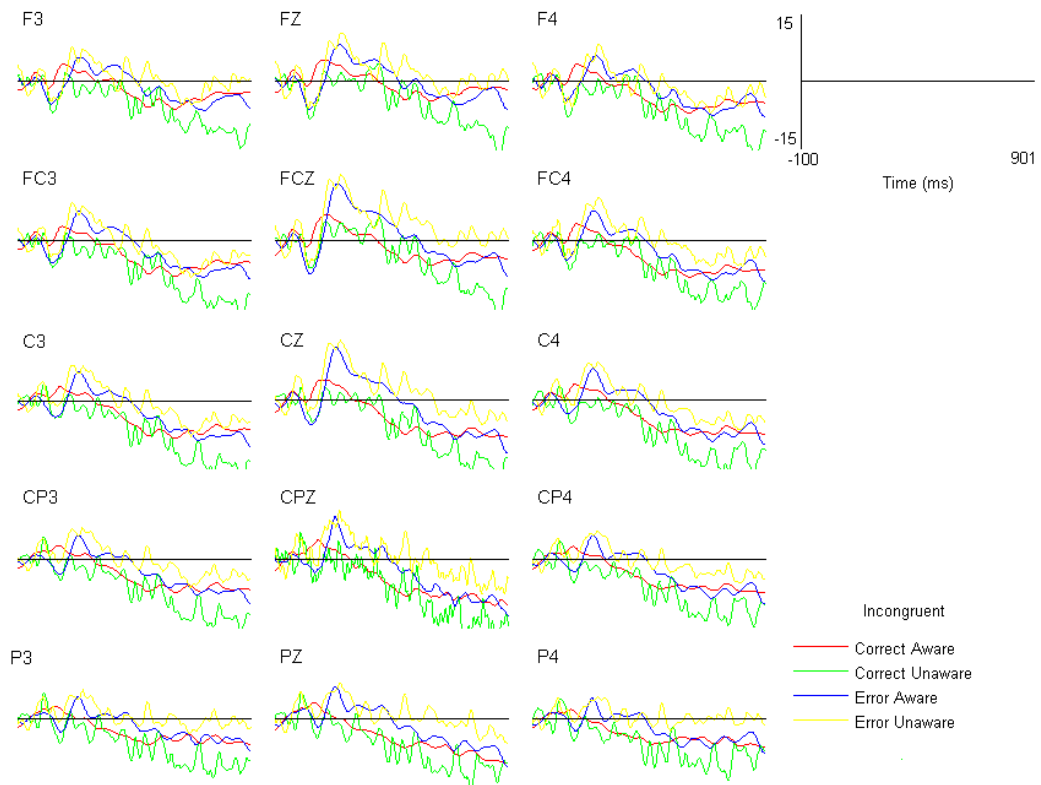 F3
FZ
F4
15
-15
-100
901
Time (ms)
FC3
FCZ
FC4
C3
CZ
C4
CP3
CPZ
CP4
P3
PZ
P4
Incongruent
Correct Aware
Correct Unaware
Error Aware
Error Unaware